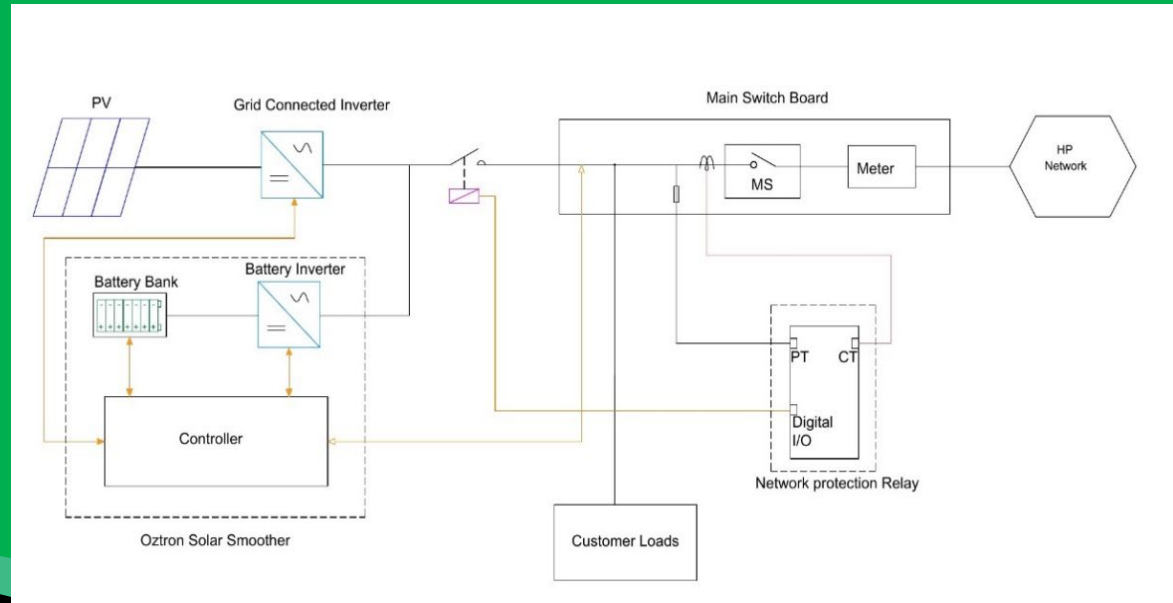 PV
Grid Connected Inverter
Main Switch Board
HP
Network
MS
Meter
Battery Bank
Battery Inverter
PT
CT
Controller
Digital
I/O
Network protection Relay
Oztron Solar Smoother
Customer Loads